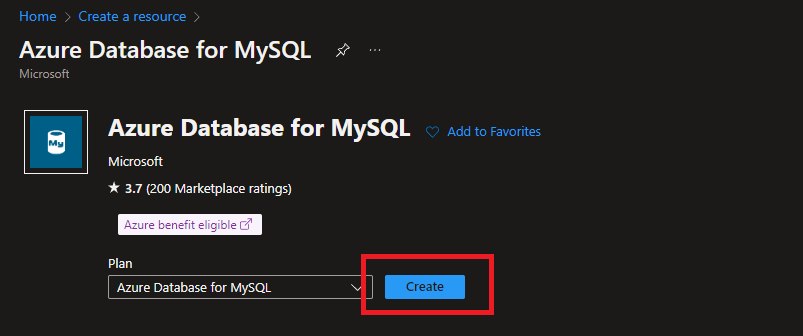 Home > Create a resource >
Azure Database for MySQL ...
Microsoft
My
Azure Database for MySQL
Add to Favorites
Microsoft
★ 3.7 (200 Marketplace ratings)
Azure benefit eligible
Plan
Azure Database for MySQL
Create